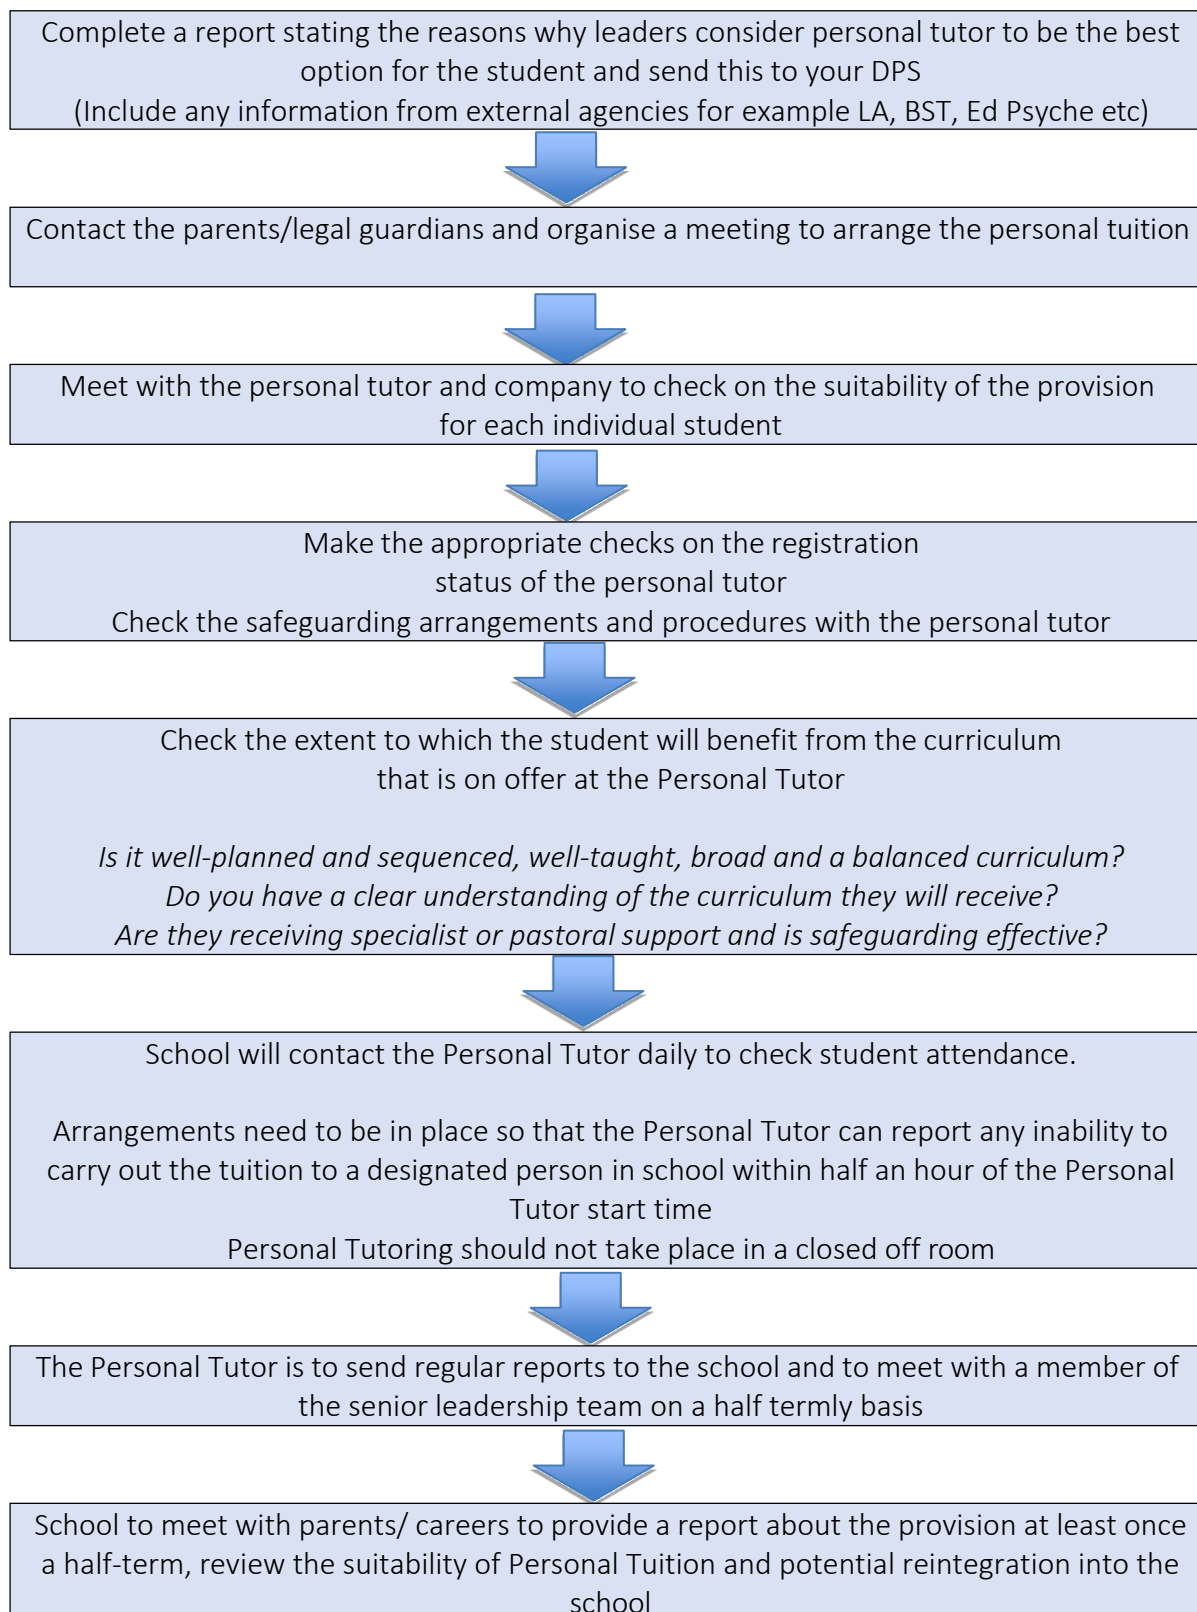 Complete a report stating the reasons why leaders consider personal tutor to be the best
option for the student and send this to your DPS
(Include any information from external agencies for example LA, BST, Ed Psyche etc)
Contact the parents/legal guardians and organise a meeting to arrange the personal tuition
Meet with the personal tutor and company to check on the suitability of the provision
for each individual student
Make the appropriate checks on the registration
status of the personal tutor
Check the safeguarding arrangements and procedures with the personal tutor
Check the extent to which the student will benefit from the curriculum
that is on offer at the Personal Tutor
Is it well-planned and sequenced, well-taught, broad and a balanced curriculum?
Do you have a clear understanding of the curriculum they will receive?
Are they receiving specialist or pastoral support and is safeguarding effective?
School will contact the Personal Tutor daily to check student attendance.
Arrangements need to be in place so that the Personal Tutor can report any inability to
carry out the tuition to a designated person in school within half an hour of the Personal
Tutor start time
Personal Tutoring should not take place in a closed off room
The Personal Tutor is to send regular reports to the school and to meet with a member of
the senior leadership team on a half termly basis
School to meet with parents/ careers to provide a report about the provision at least once
a half-term, review the suitability of Personal Tuition and potential reintegration into the
school